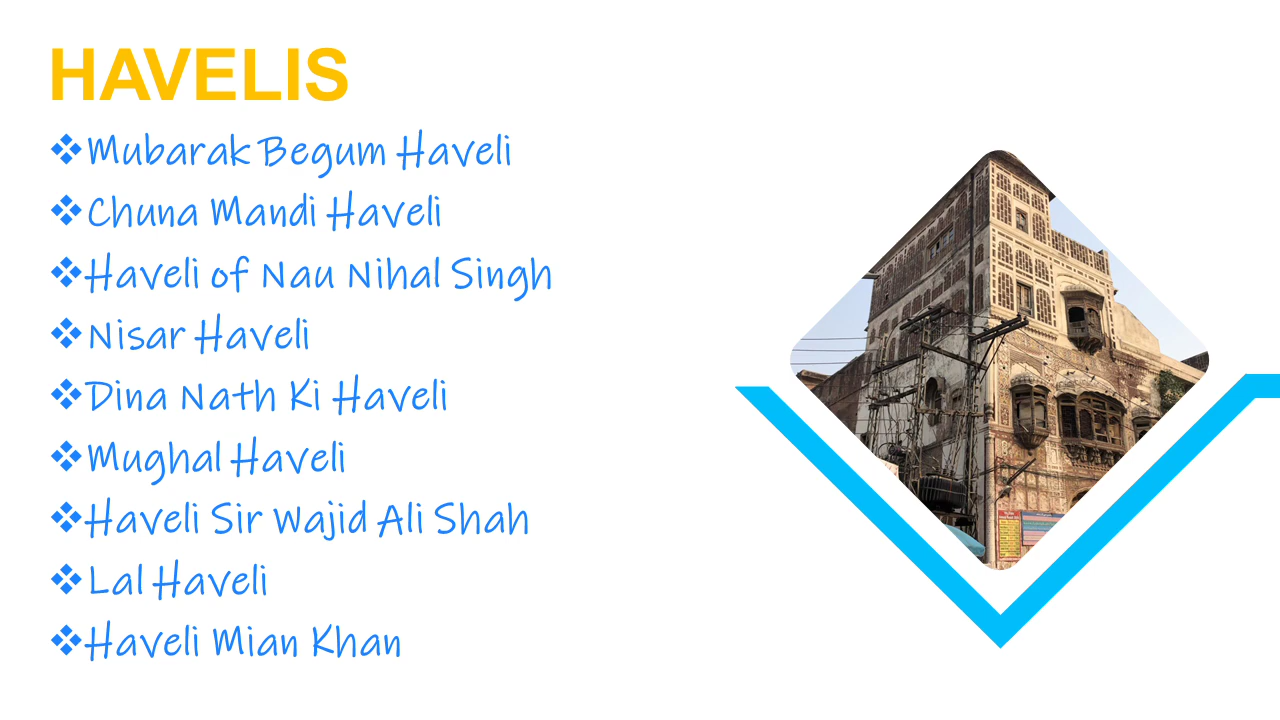 HAVELIS
❖Mubarak Begum Haveli
❖Chuna Mandi Haveli
❖Haveli of Nau Nihal Singh
❖Nisar Haveli
❖Dina Nath Ki Haveli
❖Mughal Haveli
❖Haveli Sir Wajid Ali Shah
❖Lal Haveli
❖Haveli Mian Khan